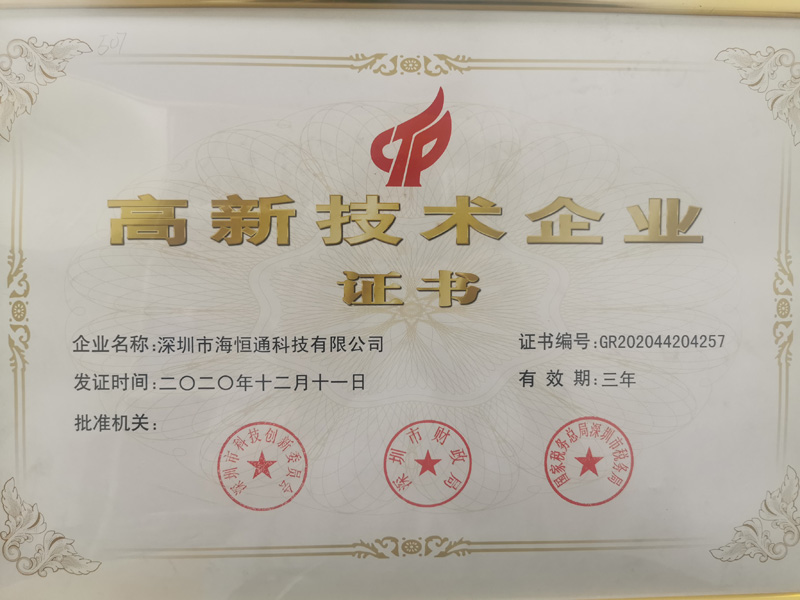 507
CTP
高新技术企业
证书
企业名称:深圳市海恒通科技有限公司
证书编号:GR202044204257
发证时间:二〇二〇年十二月十一日
有效期:三年
批准机关:
深圳市科技创新委员会
深圳市财政局
国家税务总局深圳市税务局